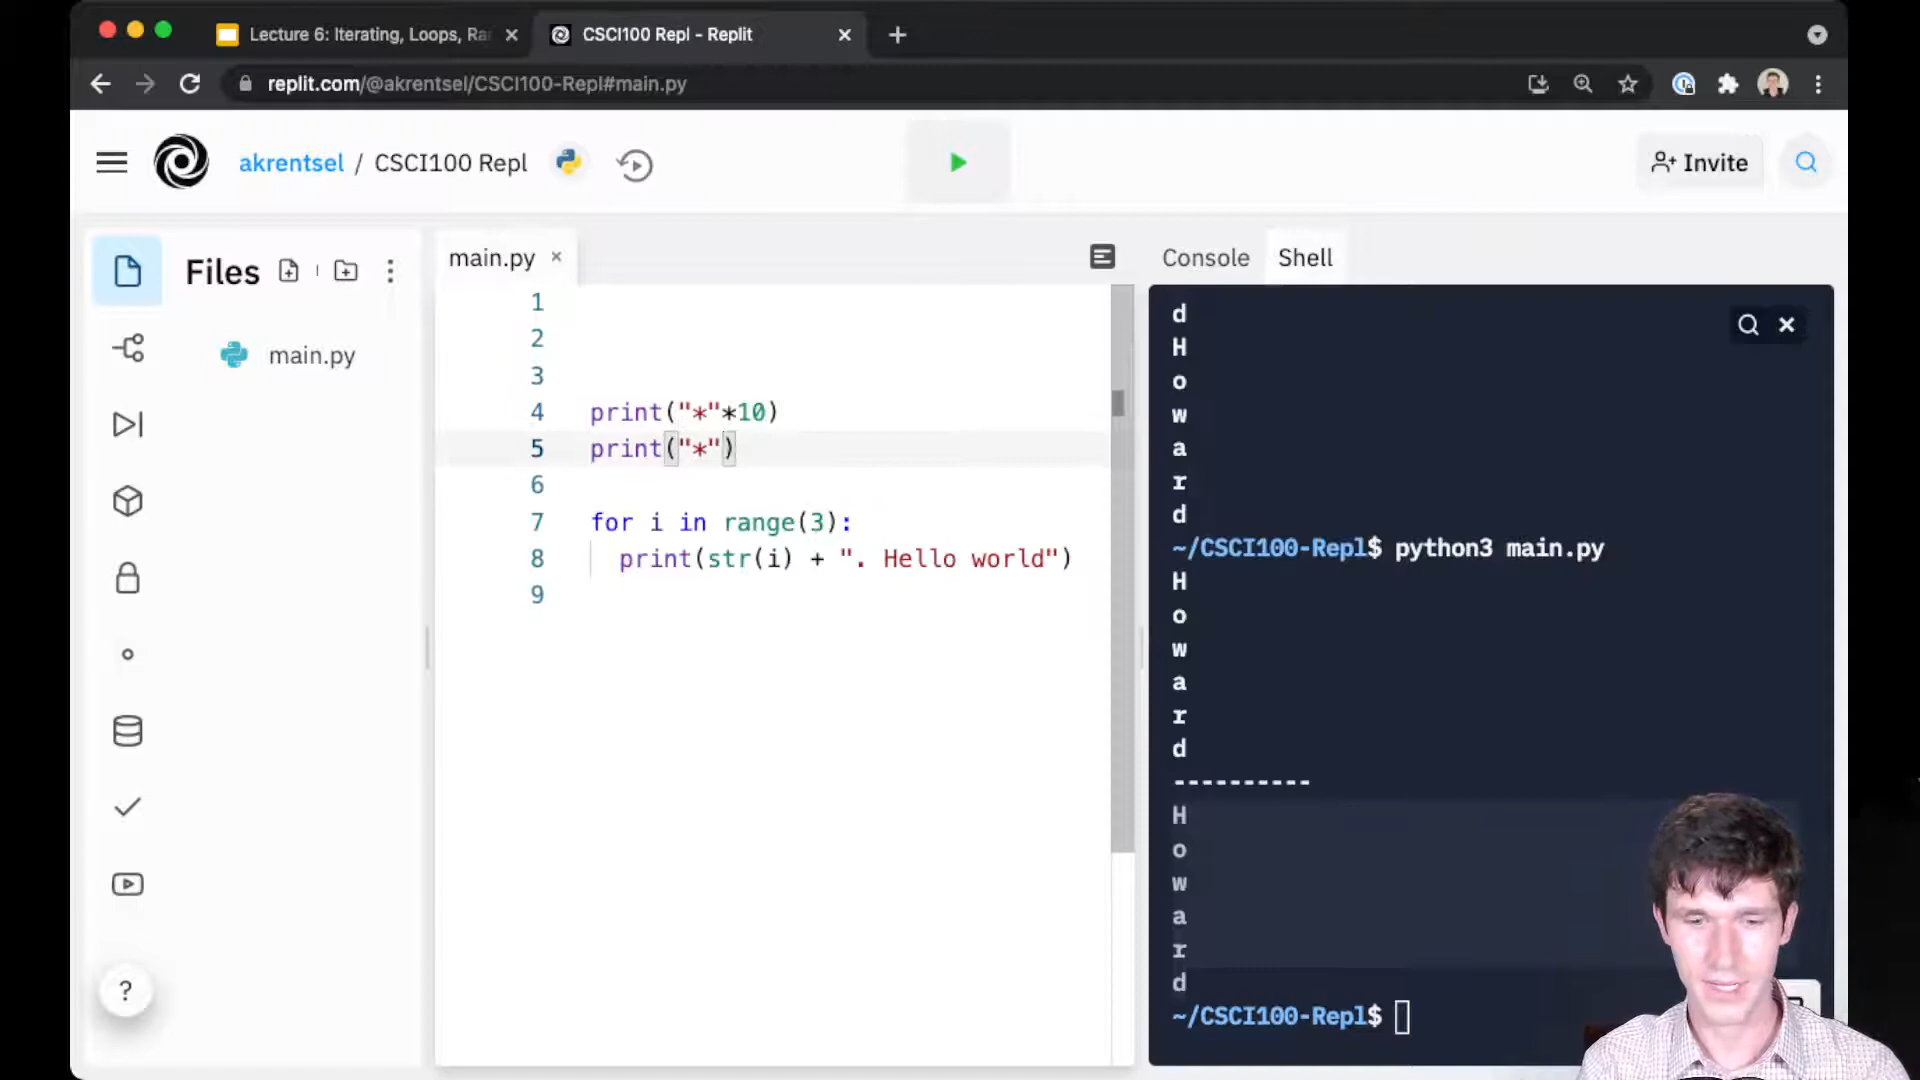 Lecture 6: Iterating, Loops, Ra
CSCI100 Repl - Replit
replit.com/@akrentsel/CSCI100-Repl#main.py
akrentsel / CSCI100 Repl
Invite
Files
main.py
main.py
Console
Shell
1
2
3
4 print("*"*10)
5 print("*")
6
7 for i in range(3):
8 print(str(i) + ". Hello world")
9
d
H
o
w
a
r
d
~/CSCI100-Repl$ python3 main.py
H
o
w
a
r
d
----------
H
o
w
a
r
d
~/CSCI100-Repl$
?